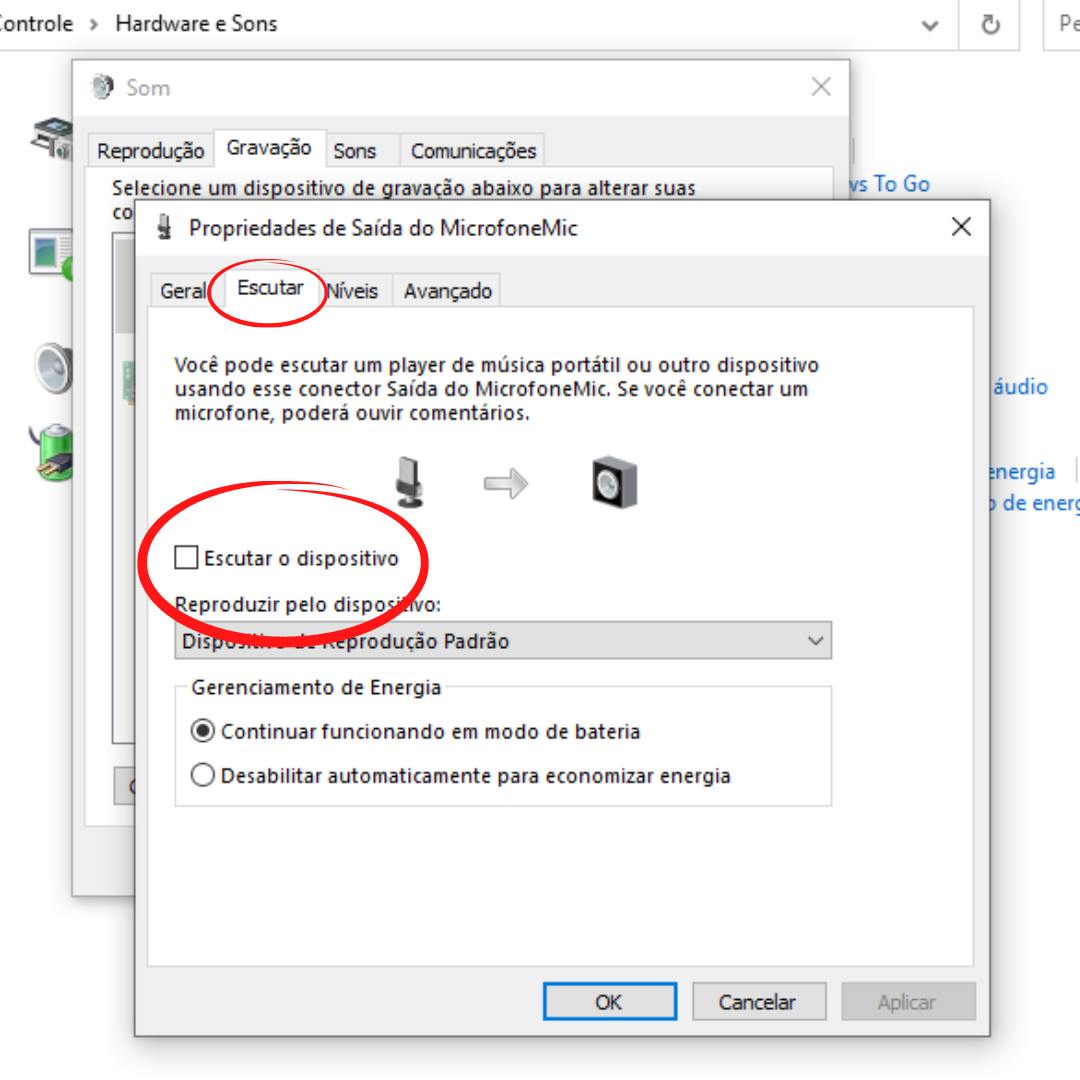 Controle > Hardware e Sons
Som
Reprodução Gravação Sons Comunicações
Selecione um dispositivo de gravação abaixo para alterar suas
To Go
Propriedades de Saída do MicrofoneMic
Geral Escutar Níveis Avançado
Você pode escutar um player de música portátil ou outro dispositivo
usando esse conector Saída do MicrofoneMic. Se você conectar um
microfone, poderá ouvir comentários.
áudio
energia
de
Escutar o dispositivo
Reproduzir pelo dispositivo:
Dispositivo de Reprodução Padrão
Gerenciamento de Energia
Continuar funcionando em modo de bateria
Desabilitar automaticamente para economizar energia
OK Cancelar Aplicar